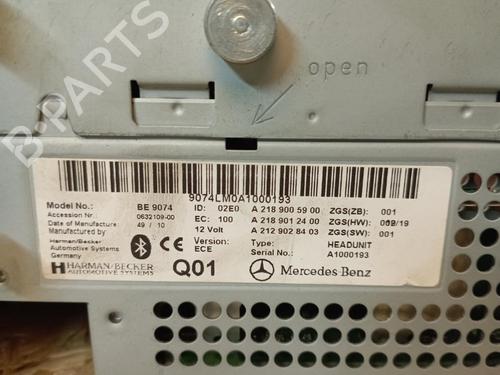 open
B-PARTS
9074LM0A1000193
Model No.: BE 9074 ID: 02E0 A 218 900 59 00 ZGS(ZB): 001
Accession Nr 0632109-00 EC: 100 A 218 901 24 00 ZGS(HW): /19
Date of Manufacture: 49 / 10 12 Volt A 212 902 84 03 ZGS(SW): 001
Harman/Becker Automotive Systems Germany Version: ECE Type: HEADUNIT
Serial No.: A1000193
HARMAN/BECKER AUTOMOTIVE SYSTEMS CE Q01 Mercedes-Benz